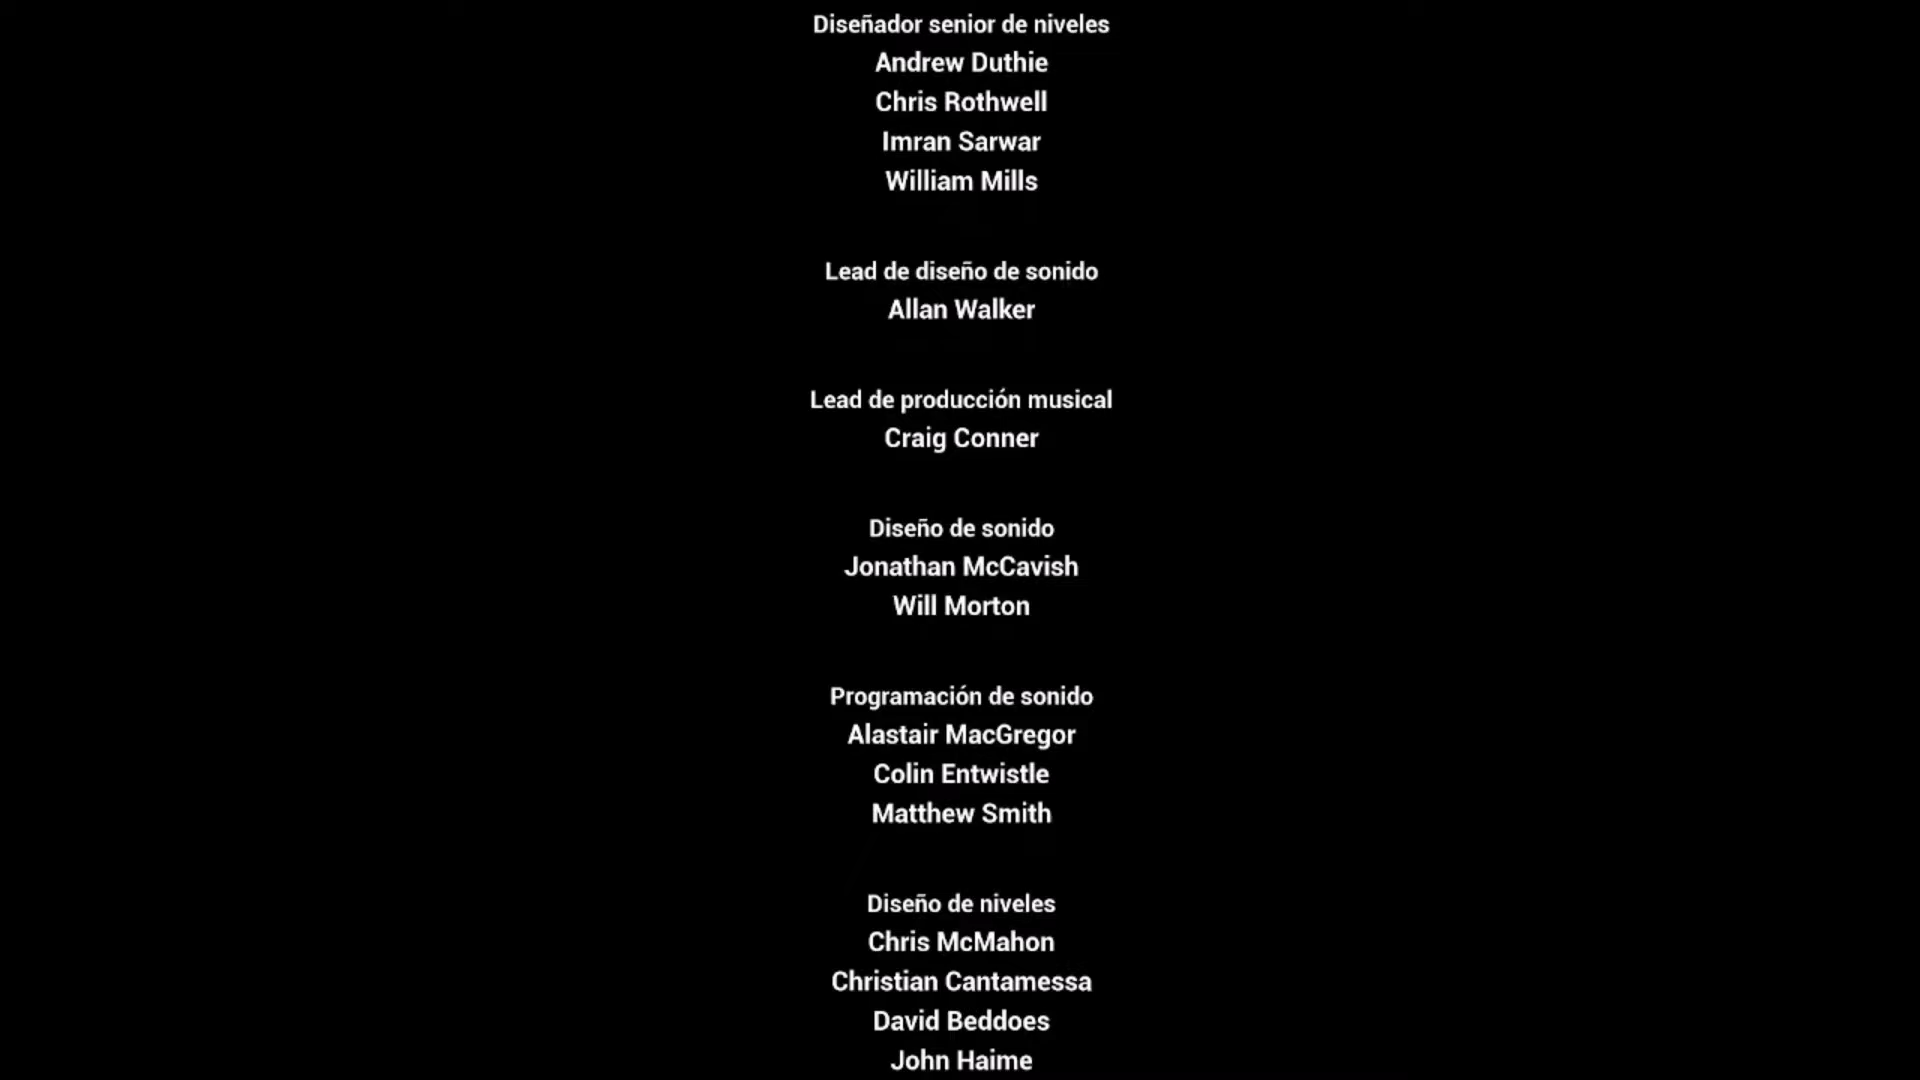 Diseñador senior de niveles
Andrew Duthie
Chris Rothwell
Imran Sarwar
William Mills
Lead de diseño de sonido
Allan Walker
Lead de producción musical
Craig Conner
Diseño de sonido
Jonathan McCavish
Will Morton
Programación de sonido
Alastair MacGregor
Colin Entwistle
Matthew Smith
Diseño de niveles
Chris McMahon
Christian Cantamessa
David Beddoes
John Haime